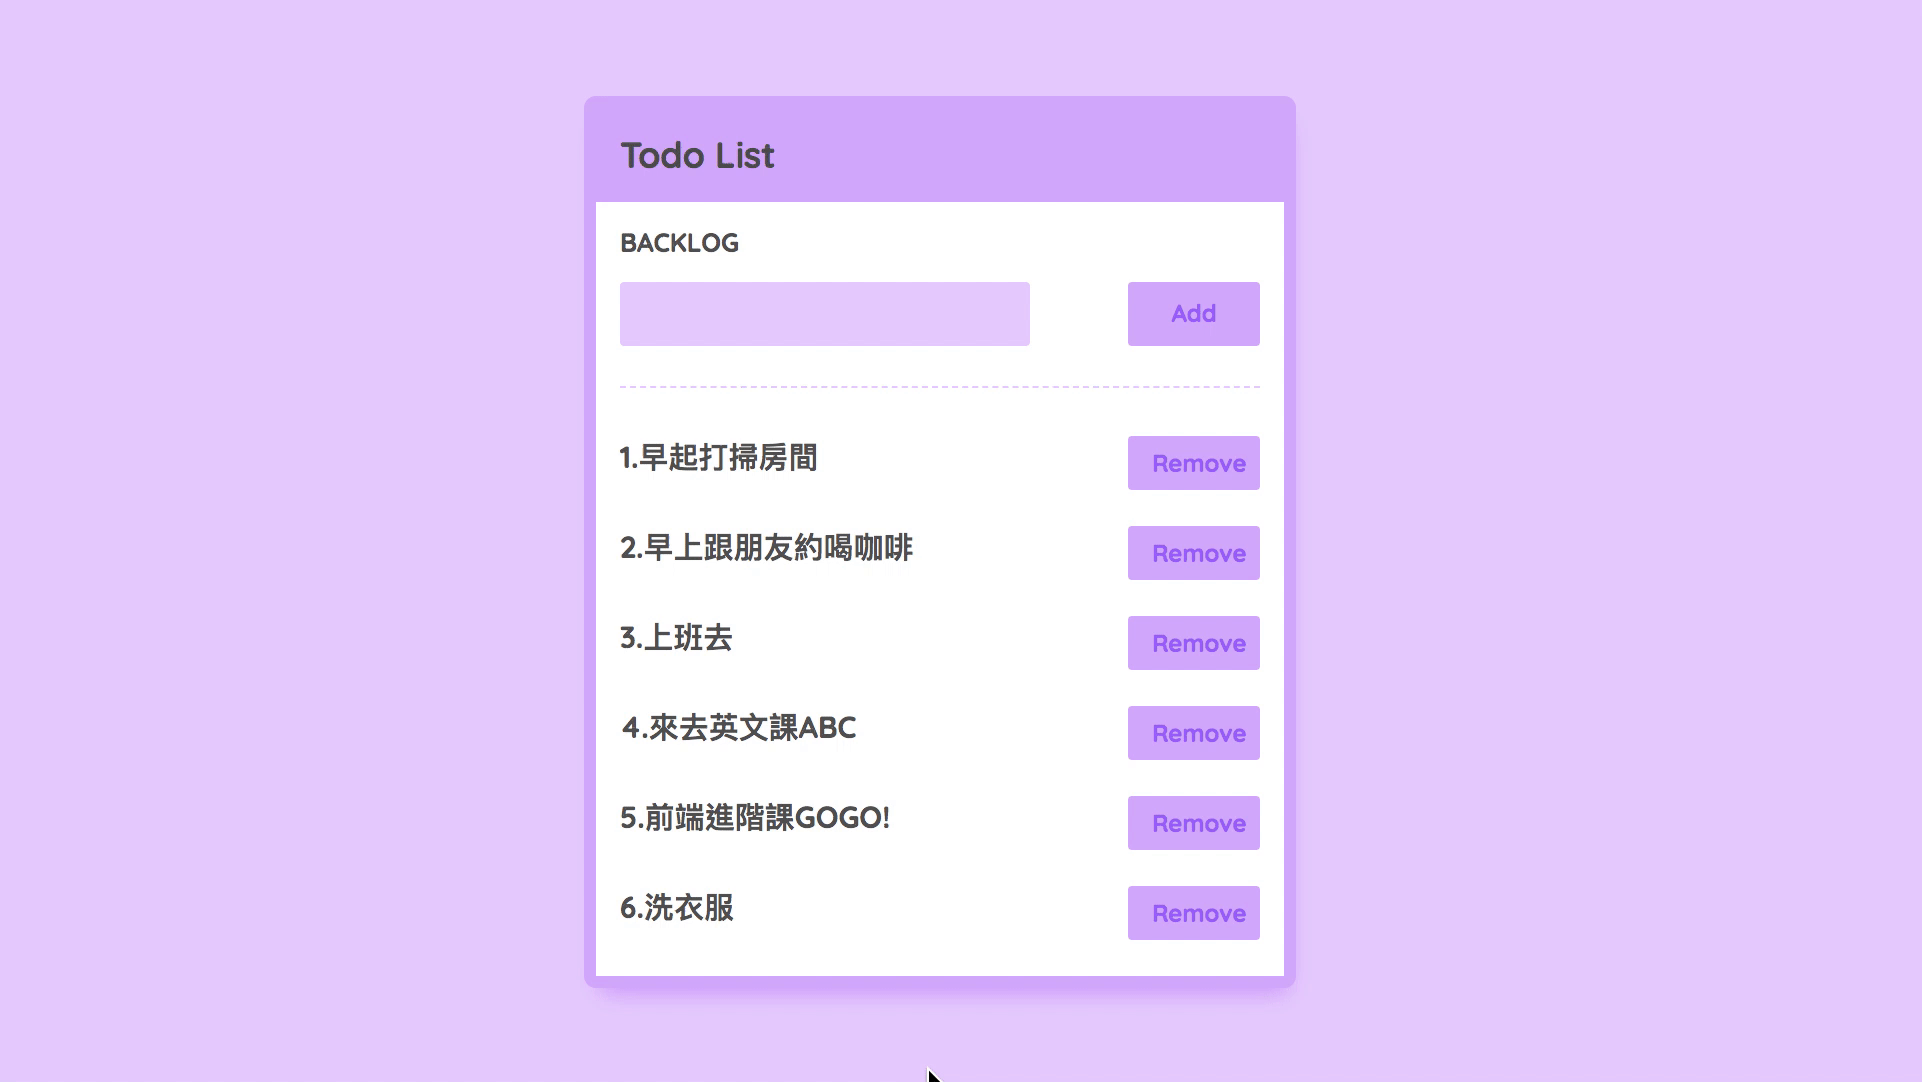 Todo List
BACKLOG
Add
1.早起打掃房間
Remove
2.早上跟朋友約喝咖啡
Remove
3.上班去
Remove
4.來去英文課ABC
Remove
5.前端進階課GOGO!
Remove
6.洗衣服
Remove